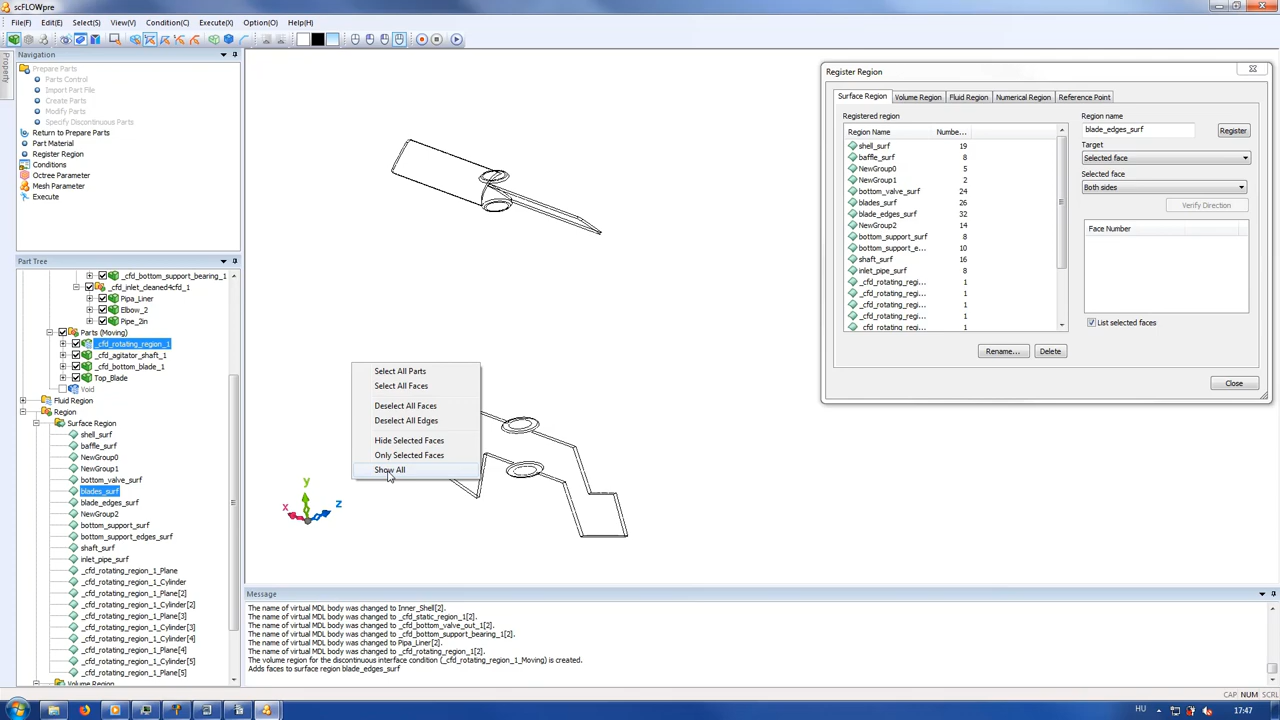 scFLOWpre
File(F) Edit(E) Select(S) View(V) Condition(C) Execute(X) Option(O) Help(H)
Property
Navigation
Prepare Parts
Parts Control
Import Part File
Create Parts
Modify Parts
Specify Discontinuous Parts
Return to Prepare Parts
Part Material
Register Region
Conditions
Octree Parameter
Mesh Parameter
Execute
Part Tree
_cfd_bottom_support_bearing_1
_cfd_inlet_cleaned4cfd_1
Pipa_Liner
Elbow_2
Pipe_2in
Parts (Moving)
_cfd_rotating_region_1
_cfd_agitator_shaft_1
_cfd_bottom_blade_1
Top_Blade
Void
Fluid Region
Region
Surface Region
shell_surf
baffle_surf
NewGroup0
NewGroup1
bottom_valve_surf
blades_surf
blade_edges_surf
NewGroup2
bottom_support_surf
bottom_support_edges_surf
shaft_surf
inlet_pipe_surf
_cfd_rotating_region_1_Plane
_cfd_rotating_region_1_Cylinder
_cfd_rotating_region_1_Plane[2]
_cfd_rotating_region_1_Cylinder[2]
_cfd_rotating_region_1_Plane[3]
_cfd_rotating_region_1_Cylinder[3]
_cfd_rotating_region_1_Cylinder[4]
_cfd_rotating_region_1_Plane[4]
_cfd_rotating_region_1_Cylinder[5]
_cfd_rotating_region_1_Plane[5]
Volume Region
Select All Parts
Select All Faces
Deselect All Faces
Deselect All Edges
Hide Selected Faces
Only Selected Faces
Show All
y
x
z
Register Region
Surface Region Volume Region Fluid Region Numerical Region Reference Point
Registered region
Region Name Numbe...
shell_surf 19
baffle_surf 8
NewGroup0 5
NewGroup1 2
bottom_valve_surf 24
blades_surf 26
blade_edges_surf 32
NewGroup2 14
bottom_support_surf 8
bottom_support_e... 10
shaft_surf 16
inlet_pipe_surf 8
_cfd_rotating_regi... 1
_cfd_rotating_regi... 1
_cfd_rotating_regi... 1
_cfd_rotating_regi... 1
_cfd_rotating_regi... 1
Rename... Delete
Region name
blade_edges_surf Register
Target
Selected face
Selected face
Both sides
Verify Direction
Face Number
List selected faces
Close
Message
The name of virtual MDL body was changed to Inner_Shell[2].
The name of virtual MDL body was changed to _cfd_static_region_1[2].
The name of virtual MDL body was changed to _cfd_bottom_valve_out_1[2].
The name of virtual MDL body was changed to _cfd_bottom_support_bearing_1[2].
The name of virtual MDL body was changed to Pipa_Liner[2].
The name of virtual MDL body was changed to _cfd_rotating_region_1[2].
The volume region for the discontinuous interface condition (_cfd_rotating_region_1_Moving) is created.
Adds faces to surface region blade_edges_surf
CAP NUM SCRL
HU 17:47